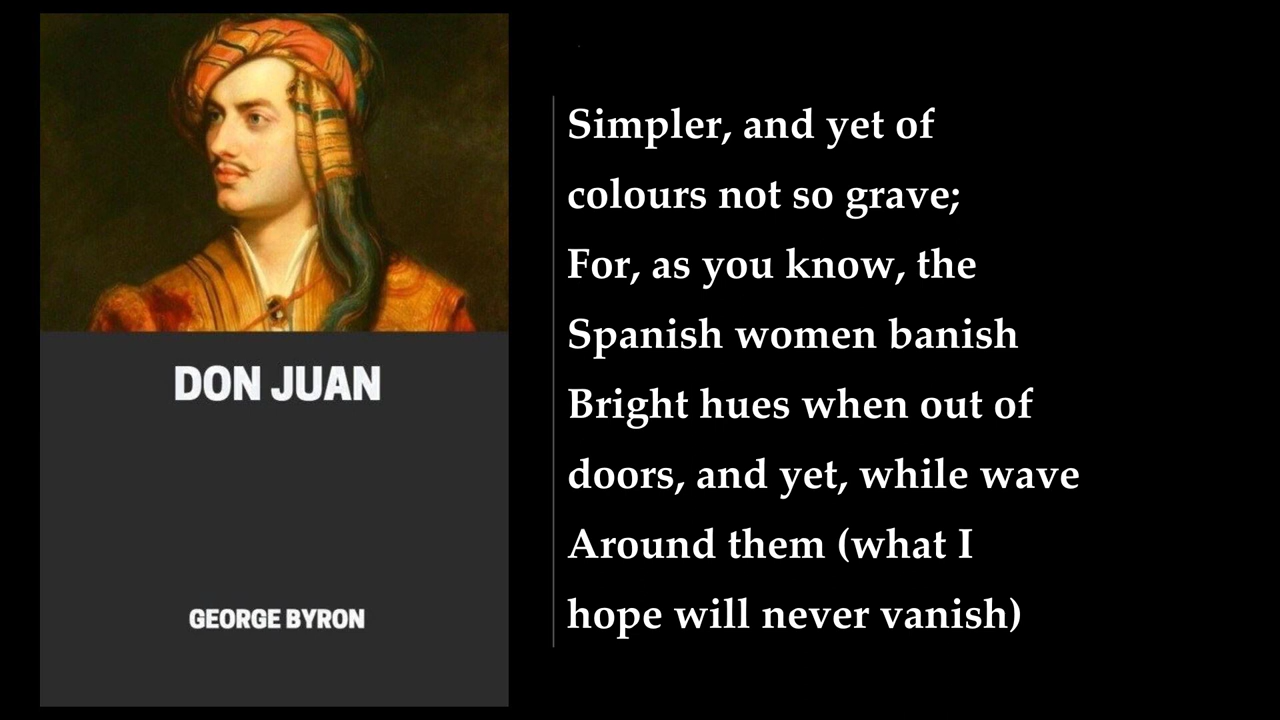 DON JUAN
GEORGE BYRON
Simpler, and yet of
colours not so grave;
For, as you know, the
Spanish women banish
Bright hues when out of
doors, and yet, while wave
Around them (what I
hope will never vanish)